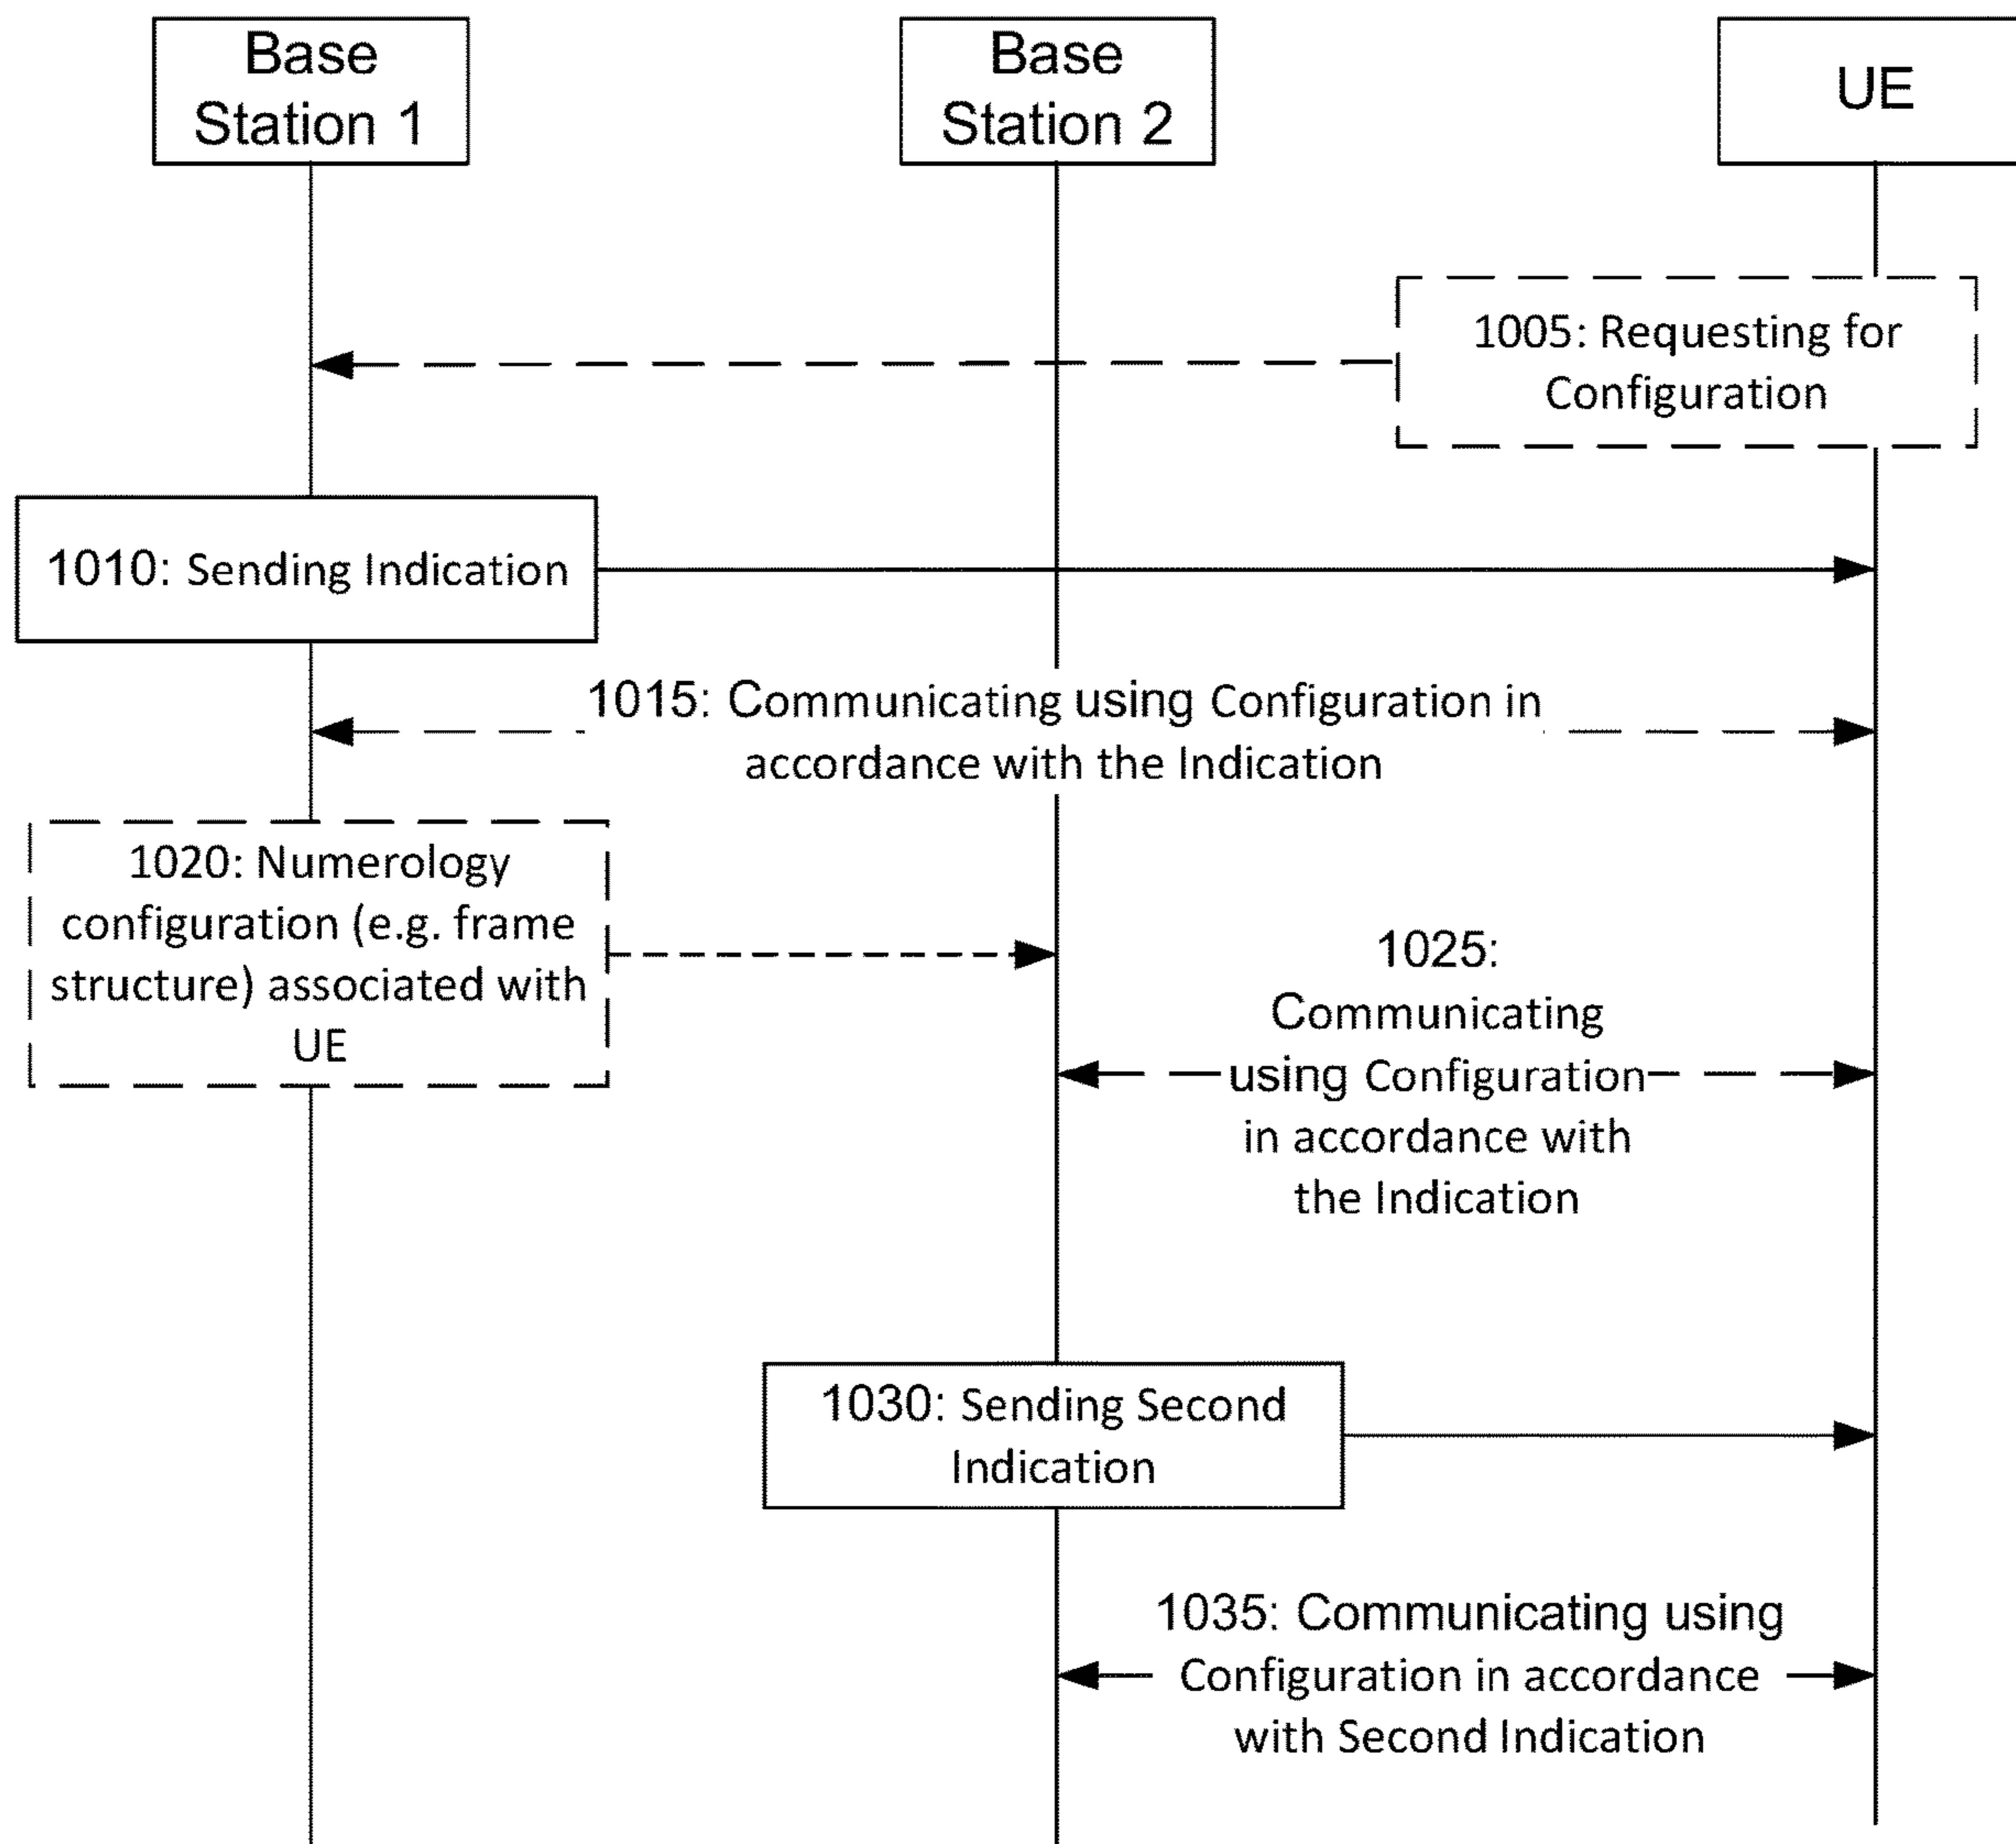 Base
Station 1
Base
Station 2
UE
1005: Requesting for
Configuration
1010: Sending Indication
1015: Communicating using Configuration in
accordance with the Indication
1020: Numerology
configuration (e.g. frame
structure) associated with
UE
1025:
Communicating
using Configuration
in accordance with
the Indication
1030: Sending Second
Indication
1035: Communicating using
Configuration in accordance
with Second Indication